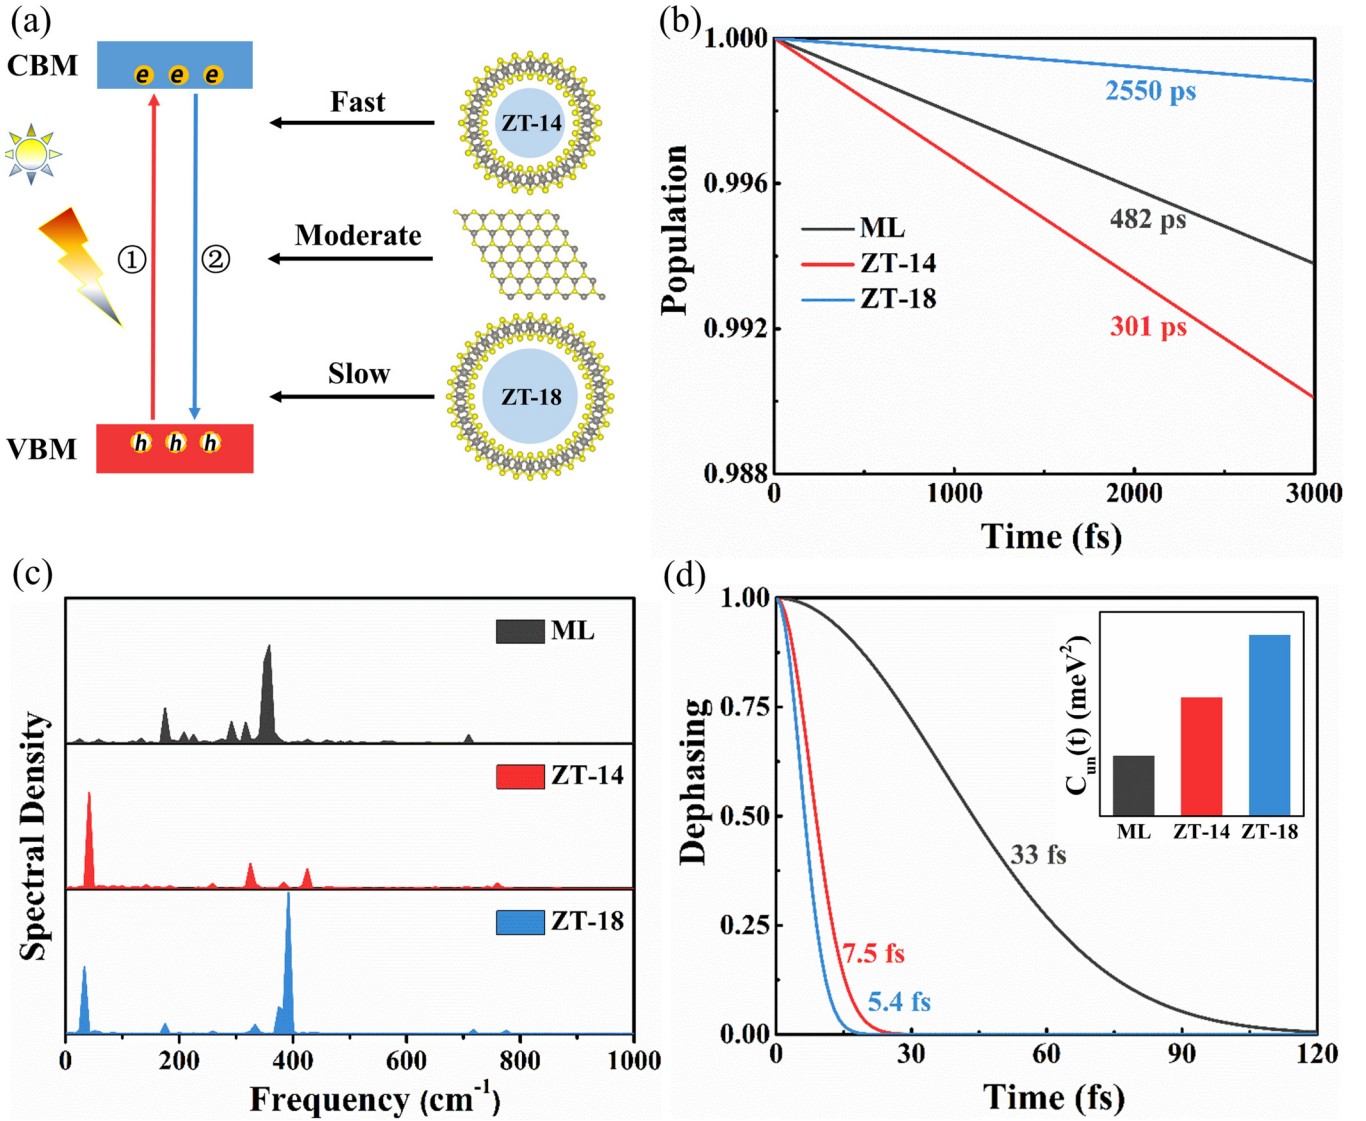 (a)
CBM
e e e
Fast
ZT-14
① ②
Moderate
Slow
ZT-18
VBM
h h h
(b)
1.000
0.996
0.992
0.988
Population
2550 ps
482 ps
301 ps
ML
ZT-14
ZT-18
0 1000 2000 3000
Time (fs)
(c)
Spectral Density
ML
ZT-14
ZT-18
0 200 400 600 800 1000
Frequency (cm⁻¹)
(d)
1.00
0.75
0.50
0.25
0.00
Dephasing
33 fs
7.5 fs
5.4 fs
C_un(t) (meV²)
ML ZT-14 ZT-18
0 30 60 90 120
Time (fs)